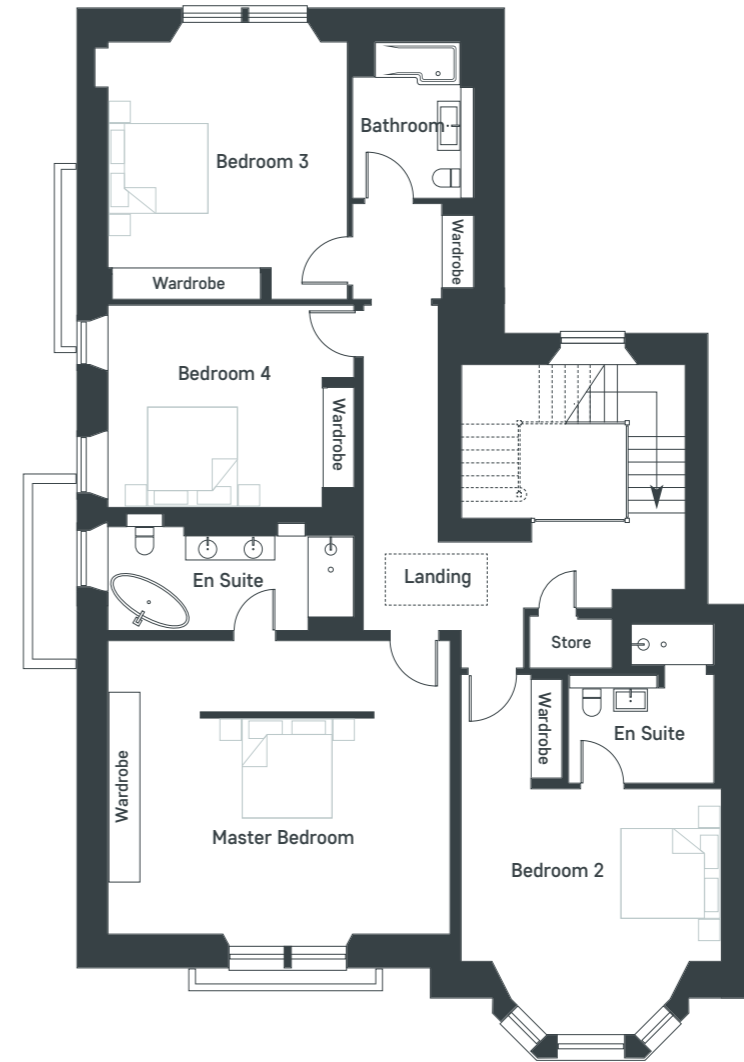 Bathroom
Bedroom 3
Wardrobe
Wardrobe
Bedroom 4
Wardrobe
En Suite
Landing
Store
Wardrobe
En Suite
Wardrobe
Master Bedroom
Bedroom 2